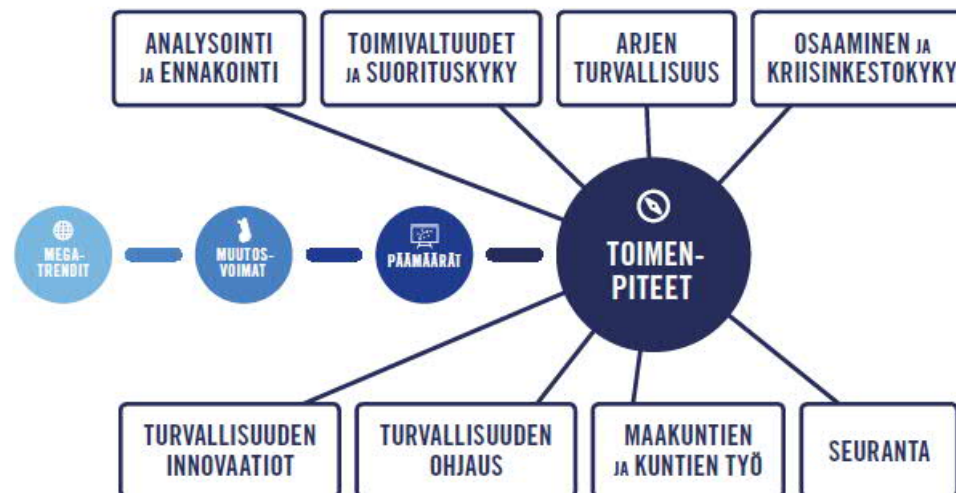 ANALYSOINTI
JA ENNAKOINTI
TOIMIVALTUUDET
JA SUORITUSKYKY
ARJEN
TURVALLISUUS
OSAAMINEN JA
KRIISINKESTOKYKY
MEGA-
TRENDIT
MUUTOS-
VOIMAT
PÄÄMÄÄRÄT
TOIMEN-
PITEET
TURVALLISUUDEN
INNOVAATIOT
TURVALLISUUDEN
OHJAUS
MAAKUNTIEN
JA KUNTIEN TYÖ
SEURANTA